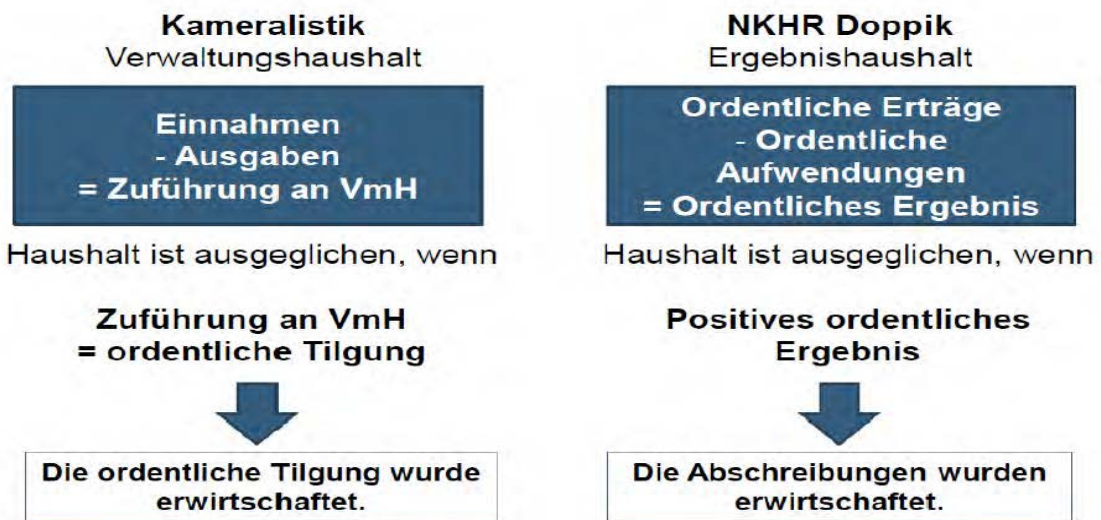 Kameralistik
Verwaltungshaushalt
Einnahmen
- Ausgaben
= Zuführung an VmH
Haushalt ist ausgeglichen, wenn
Zuführung an VmH
= ordentliche Tilgung
Die ordentliche Tilgung wurde
erwirtschaftet.
NKHR Doppik
Ergebnishaushalt
Ordentliche Erträge
- Ordentliche
Aufwendungen
= Ordentliches Ergebnis
Haushalt ist ausgeglichen, wenn
Positives ordentliches
Ergebnis
Die Abschreibungen wurden
erwirtschaftet.